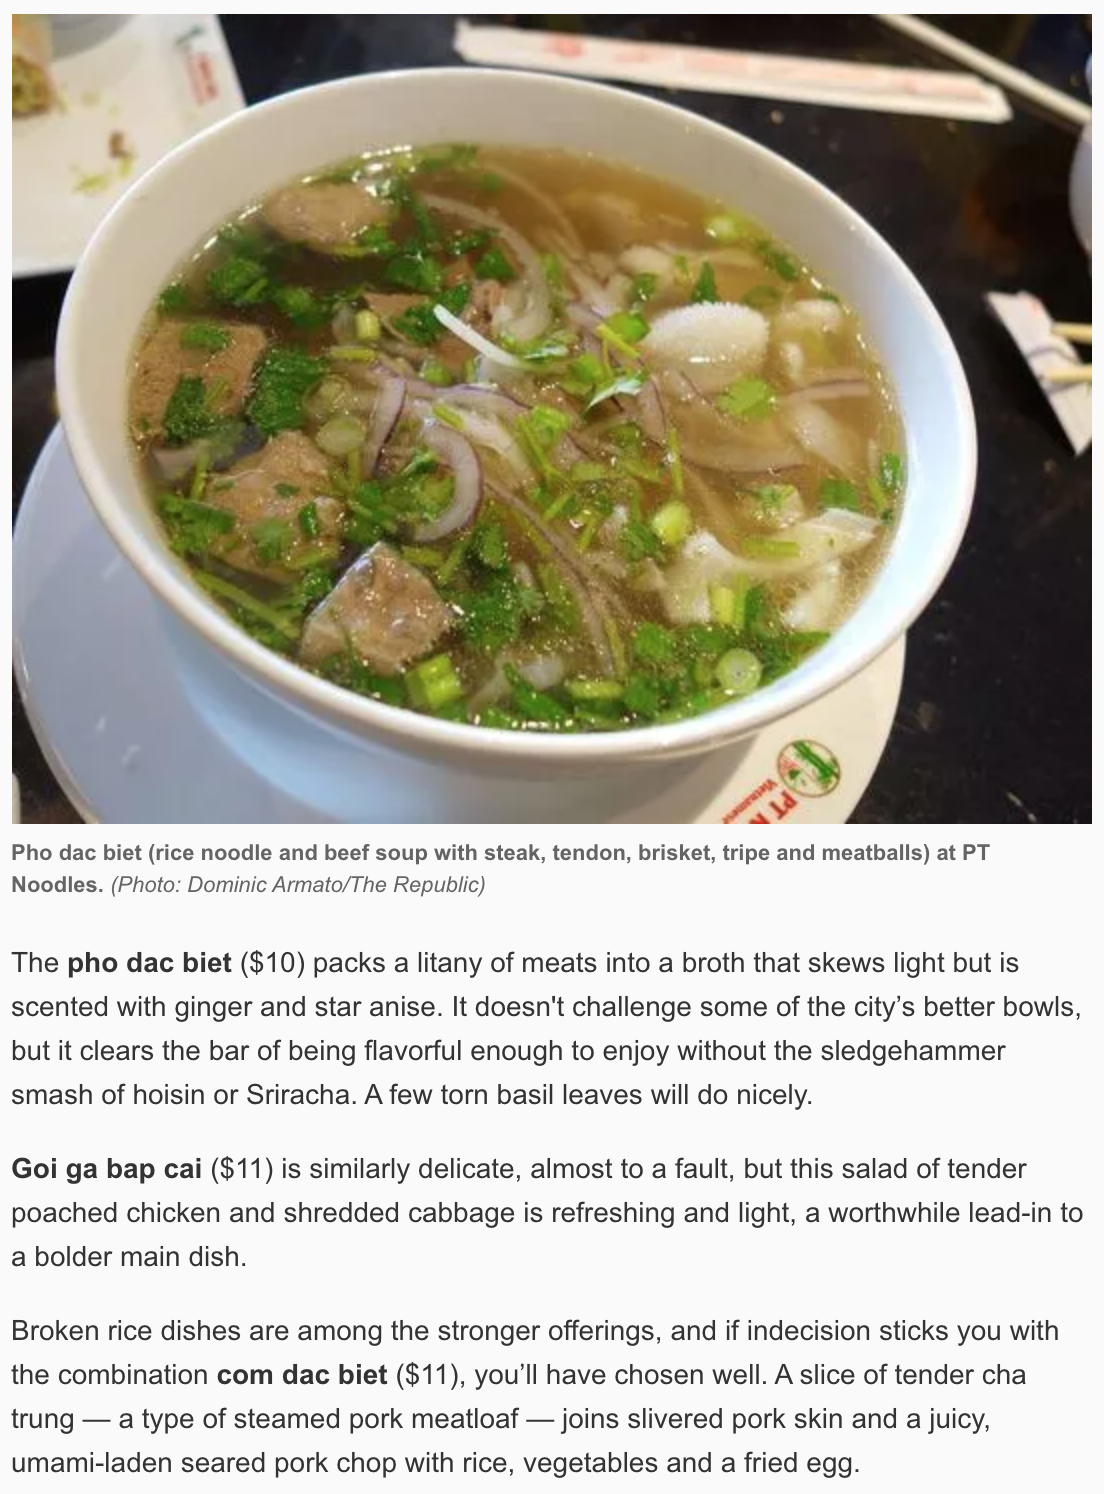 PT
Vietnamese
Pho dac biet (rice noodle and beef soup with steak, tendon, brisket, tripe and meatballs) at PT
Noodles. (Photo: Dominic Armato/The Republic)
The pho dac biet ($10) packs a litany of meats into a broth that skews light but is
scented with ginger and star anise. It doesn't challenge some of the city’s better bowls,
but it clears the bar of being flavorful enough to enjoy without the sledgehammer
smash of hoisin or Sriracha. A few torn basil leaves will do nicely.
Goi ga bap cai ($11) is similarly delicate, almost to a fault, but this salad of tender
poached chicken and shredded cabbage is refreshing and light, a worthwhile lead-in to
a bolder main dish.
Broken rice dishes are among the stronger offerings, and if indecision sticks you with
the combination com dac biet ($11), you’ll have chosen well. A slice of tender cha
trung — a type of steamed pork meatloaf — joins slivered pork skin and a juicy,
umami-laden seared pork chop with rice, vegetables and a fried egg.